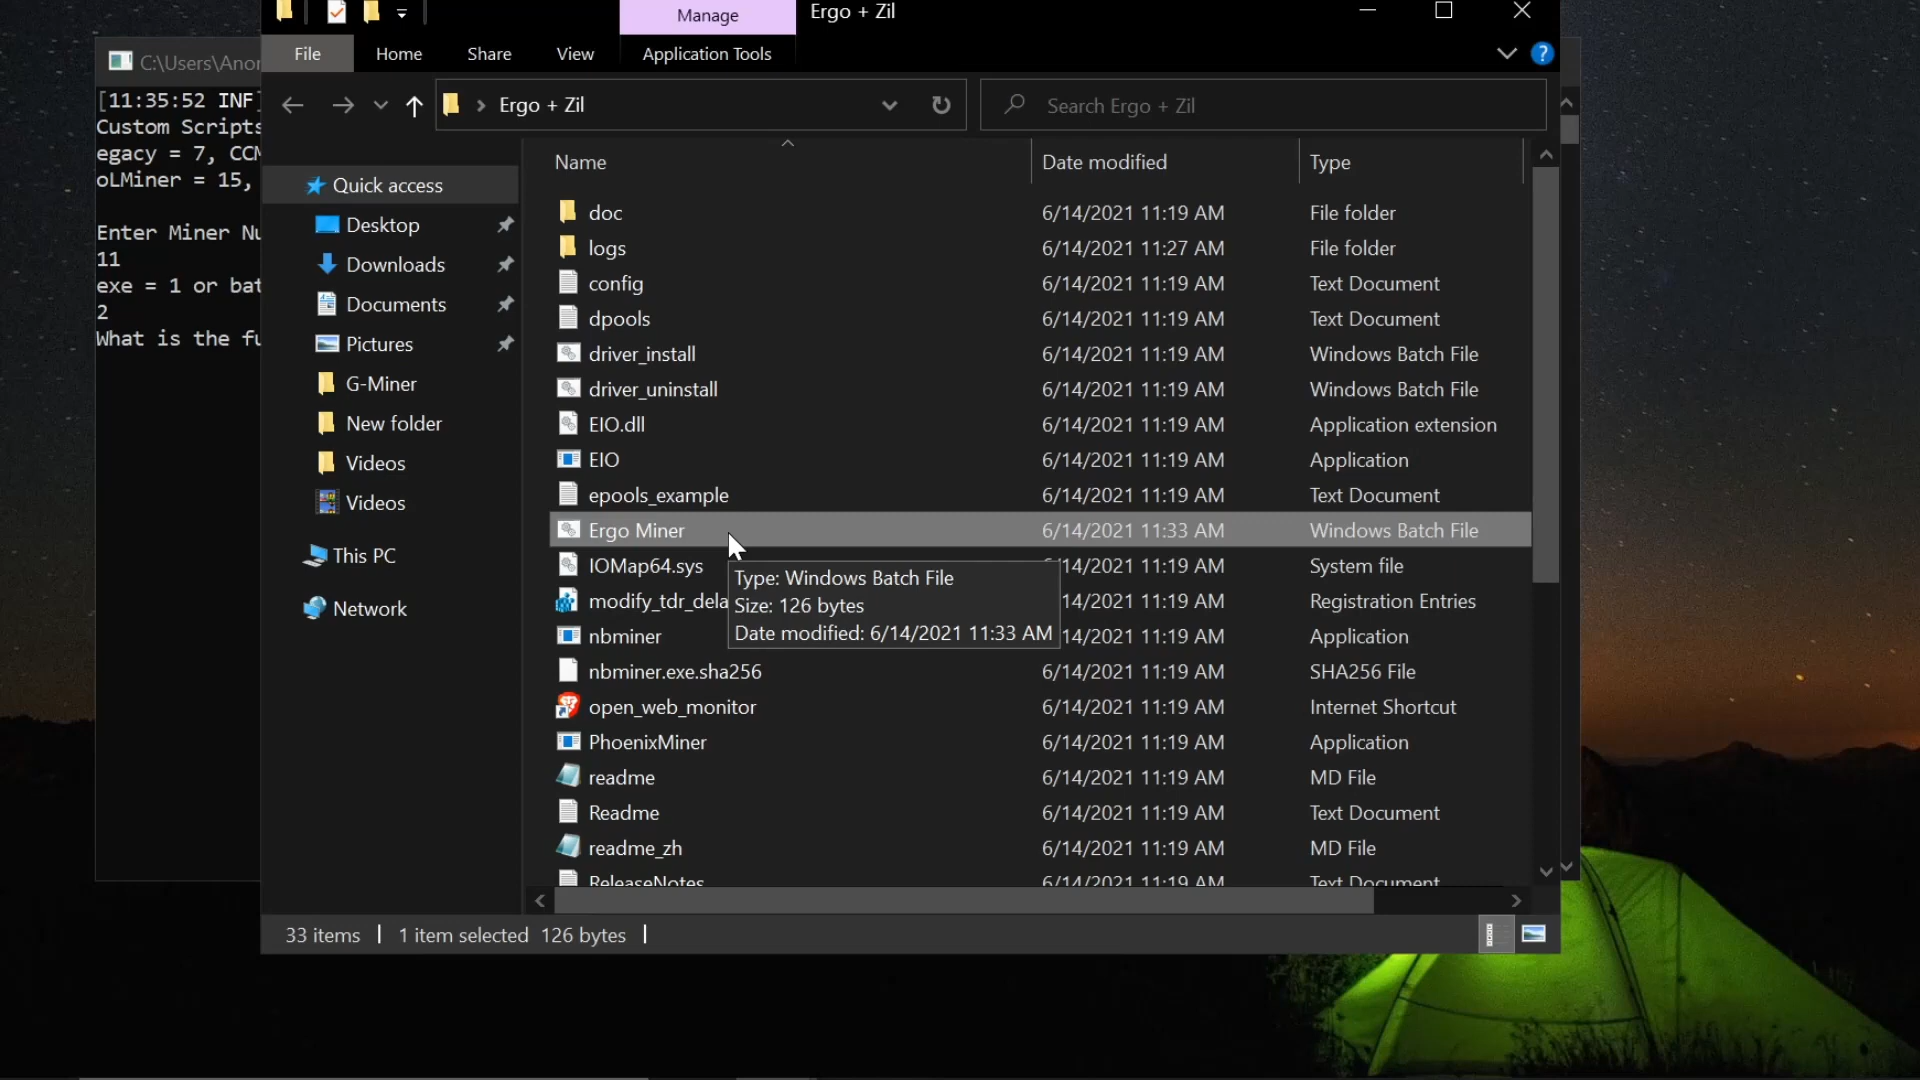 Manage
Ergo + Zil
File
Home
Share
View
Application Tools
?
C:\Users\Anor
[11:35:52 INF]
Custom Scripts
egacy = 7, CCM
oLMiner = 15,
Enter Miner Nu
11
exe = 1 or bat
2
What is the fu
Ergo + Zil
Search Ergo + Zil
Quick access
Desktop
Downloads
Documents
Pictures
G-Miner
New folder
Videos
Videos
This PC
Network
Name Date modified Type
doc 6/14/2021 11:19 AM File folder
logs 6/14/2021 11:27 AM File folder
config 6/14/2021 11:19 AM Text Document
dpools 6/14/2021 11:19 AM Text Document
driver_install 6/14/2021 11:19 AM Windows Batch File
driver_uninstall 6/14/2021 11:19 AM Windows Batch File
EIO.dll 6/14/2021 11:19 AM Application extension
EIO 6/14/2021 11:19 AM Application
epools_example 6/14/2021 11:19 AM Text Document
Ergo Miner 6/14/2021 11:33 AM Windows Batch File
IOMap64.sys 14/2021 11:19 AM System file
modify_tdr_dela 14/2021 11:19 AM Registration Entries
nbminer 14/2021 11:19 AM Application
nbminer.exe.sha256 6/14/2021 11:19 AM SHA256 File
open_web_monitor 6/14/2021 11:19 AM Internet Shortcut
PhoenixMiner 6/14/2021 11:19 AM Application
readme 6/14/2021 11:19 AM MD File
Readme 6/14/2021 11:19 AM Text Document
readme_zh 6/14/2021 11:19 AM MD File
ReleaseNotes 6/14/2021 11:19 AM Text Document
Type: Windows Batch File
Size: 126 bytes
Date modified: 6/14/2021 11:33 AM
33 items 1 item selected 126 bytes